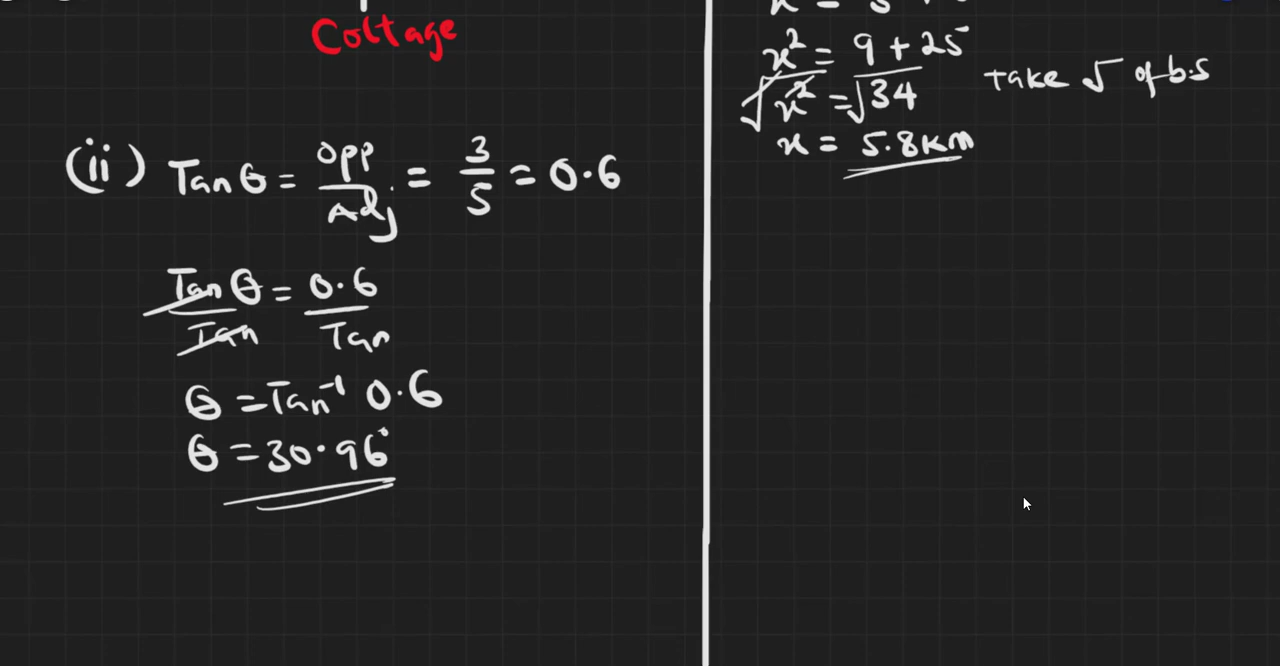 Cottage
(ii) Tanθ = opp/Adj = 3/5 = 0.6
Tanθ/Tan = 0.6/Tan
θ = Tan⁻¹ 0.6
θ = 30.96°
x² = 9 + 25
√x² = √34 Take √ of b.s
x = 5.8km